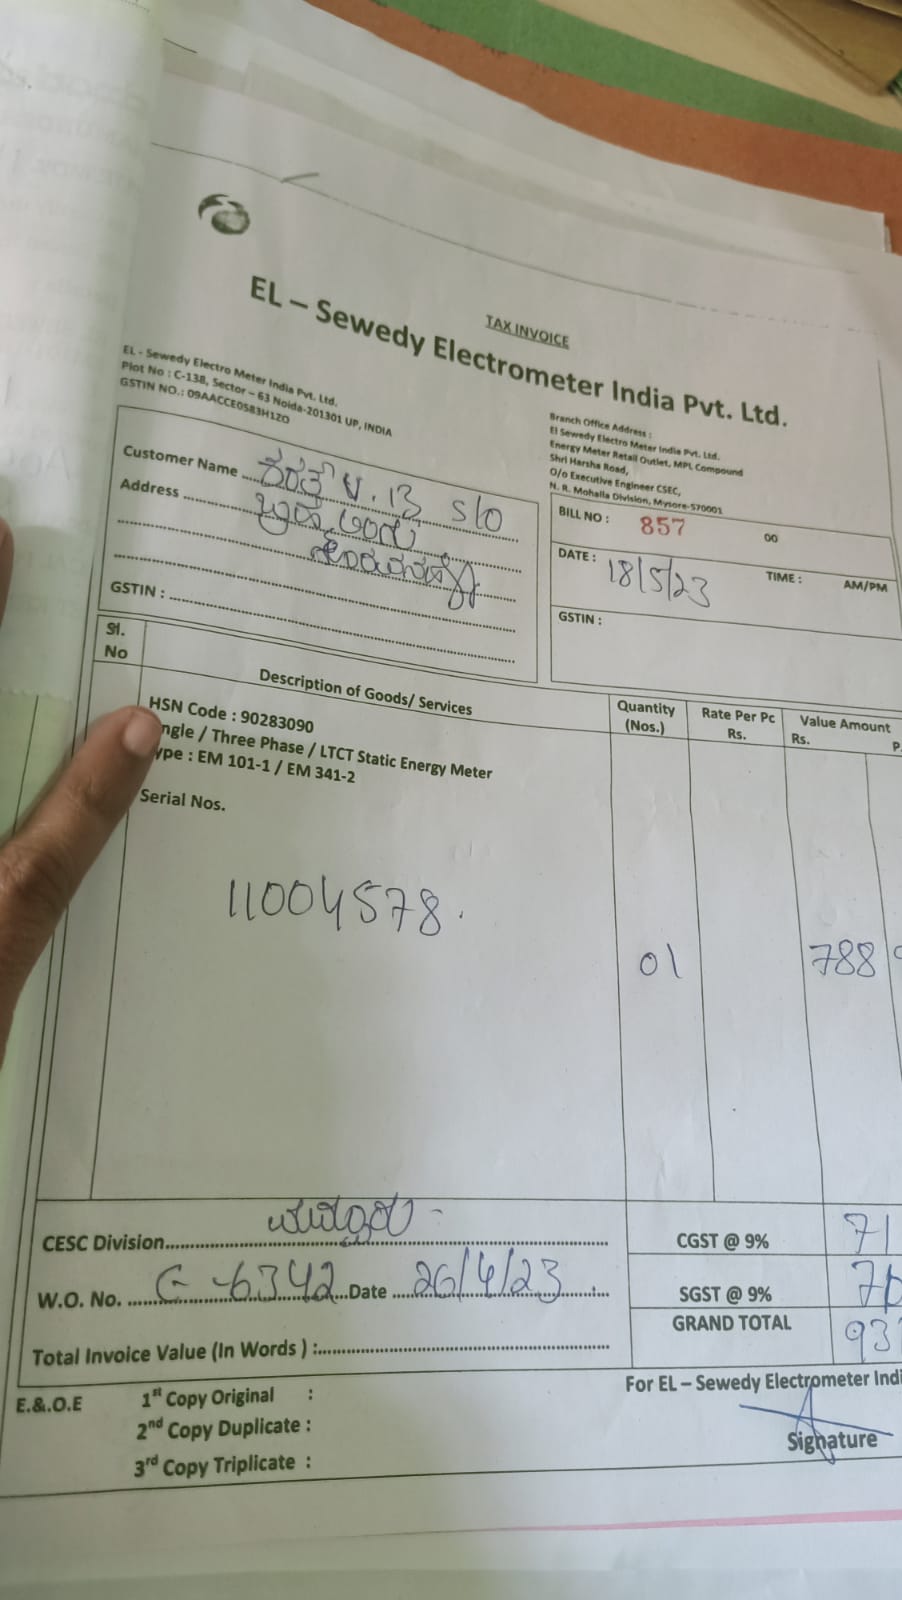 TAX INVOICE
EL – Sewedy Electrometer India Pvt. Ltd.
EL - Sewedy Electro Meter India Pvt. Ltd.
Plot No : C-138, Sector – 63 Noida-201301 UP, INDIA
GSTIN NO.: 09AACCE0583H1ZO
Branch Office Address :
El Sewedy Electro Meter India Pvt. Ltd.
Energy Meter Retail Outlet, MPL Compound
Shri Harsha Road,
O/o Executive Engineer CSEC,
N. R. Mohalla Division, Mysore-570001
Customer Name S/o
Address
GSTIN :
BILL NO : 857 00
DATE : 18/5/23 TIME : AM/PM
GSTIN :
Sl. No
Description of Goods/ Services
Quantity (Nos.)
Rate Per Pc Rs.
Value Amount Rs. P.
HSN Code : 90283090
ngle / Three Phase / LTCT Static Energy Meter
ype : EM 101-1 / EM 341-2
Serial Nos.
11004578.
01
788
CESC Division
CGST @ 9% 71
W.O. No. 6342 Date 26/4/23
SGST @ 9%
GRAND TOTAL 93
Total Invoice Value (In Words ) :
For EL – Sewedy Electrometer Indi
E.&.O.E
1st Copy Original :
2nd Copy Duplicate :
3rd Copy Triplicate :
Signature